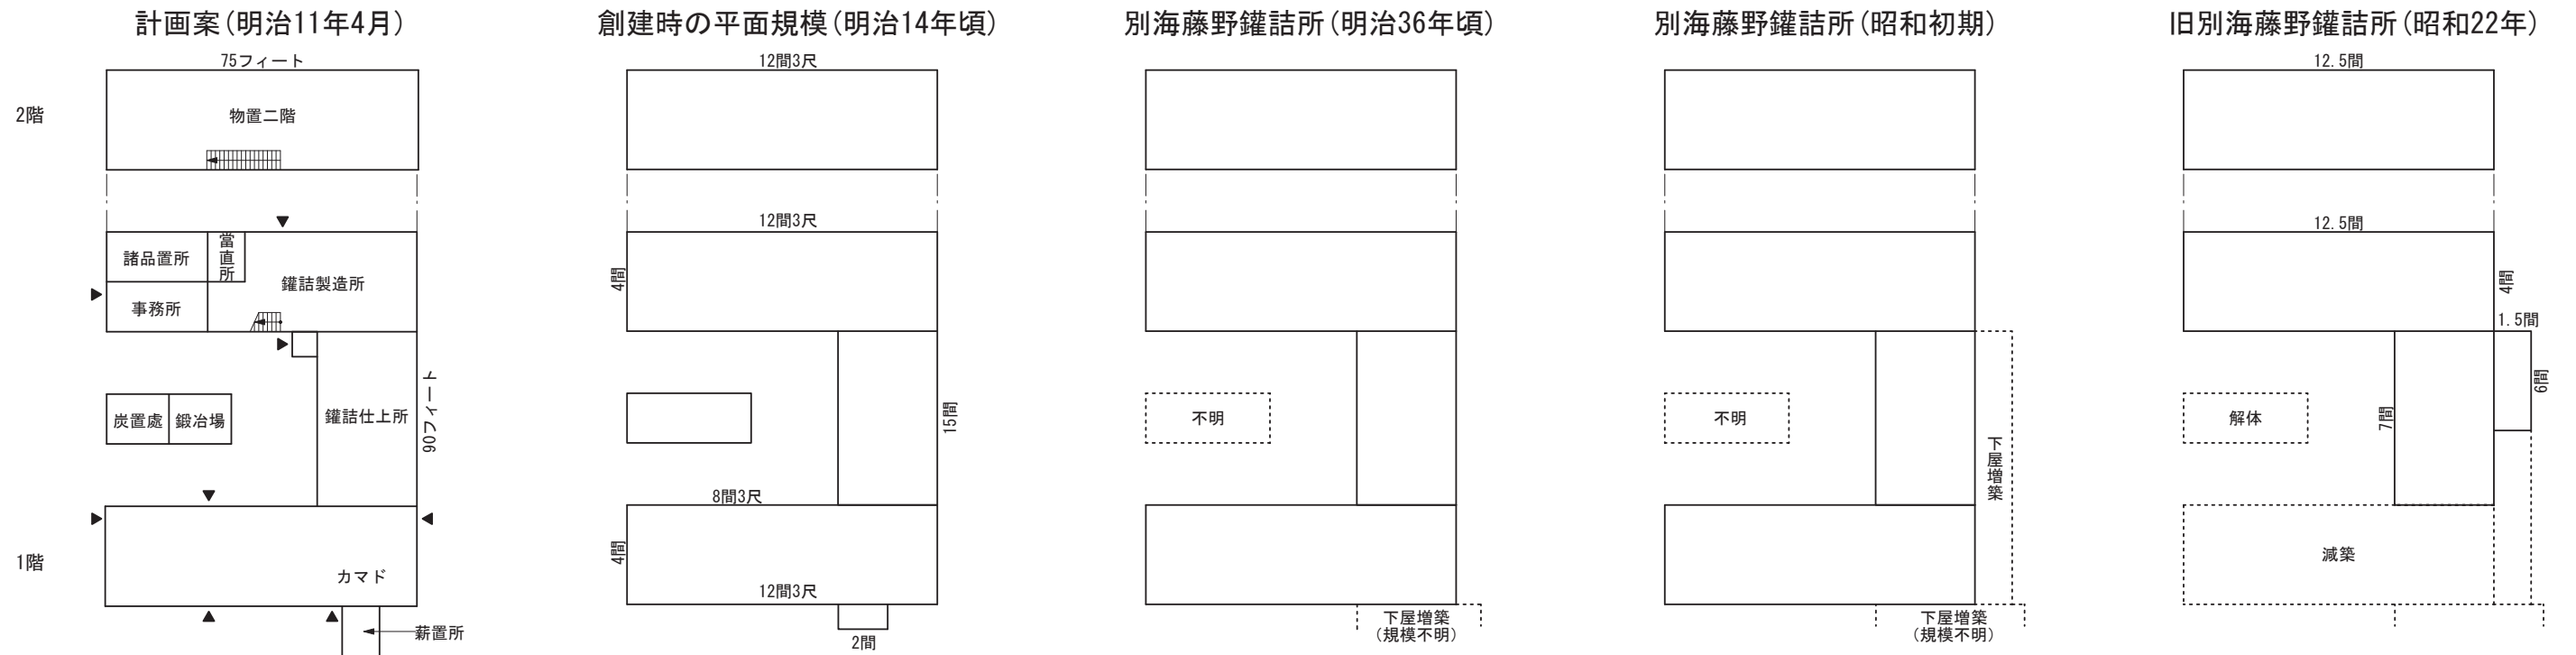 計画案(明治11年4月)
75フィート
2階
物置二階
諸品置所
當直所
罐詰製造所
事務所
炭置處
鍛冶場
罐詰仕上所
90フィート
1階
カマド
薪置所
創建時の平面規模(明治14年頃)
12間3尺
12間3尺
4間
15間
8間3尺
4間
12間3尺
2間
別海藤野罐詰所(明治36年頃)
不明
下屋増築
(規模不明)
別海藤野罐詰所(昭和初期)
不明
下屋増築
下屋増築
(規模不明)
旧別海藤野罐詰所(昭和22年)
12.5間
12.5間
4間
1.5間
6間
7間
解体
減築